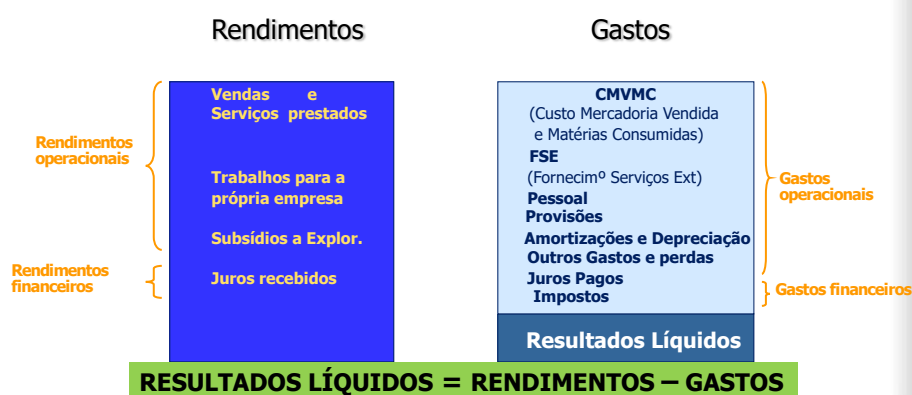 Rendimentos
Gastos
Rendimentos
operacionais
Rendimentos
financeiros
Vendas e
Serviços prestados
Trabalhos para a
própria empresa
Subsídios a Explor.
Juros recebidos
CMVMC
(Custo Mercadoria Vendida
e Matérias Consumidas)
FSE
(Fornecimº Serviços Ext)
Pessoal
Provisões
Amortizações e Depreciação
Outros Gastos e perdas
Juros Pagos
Impostos
Resultados Líquidos
Gastos
operacionais
Gastos financeiros
RESULTADOS LÍQUIDOS = RENDIMENTOS – GASTOS